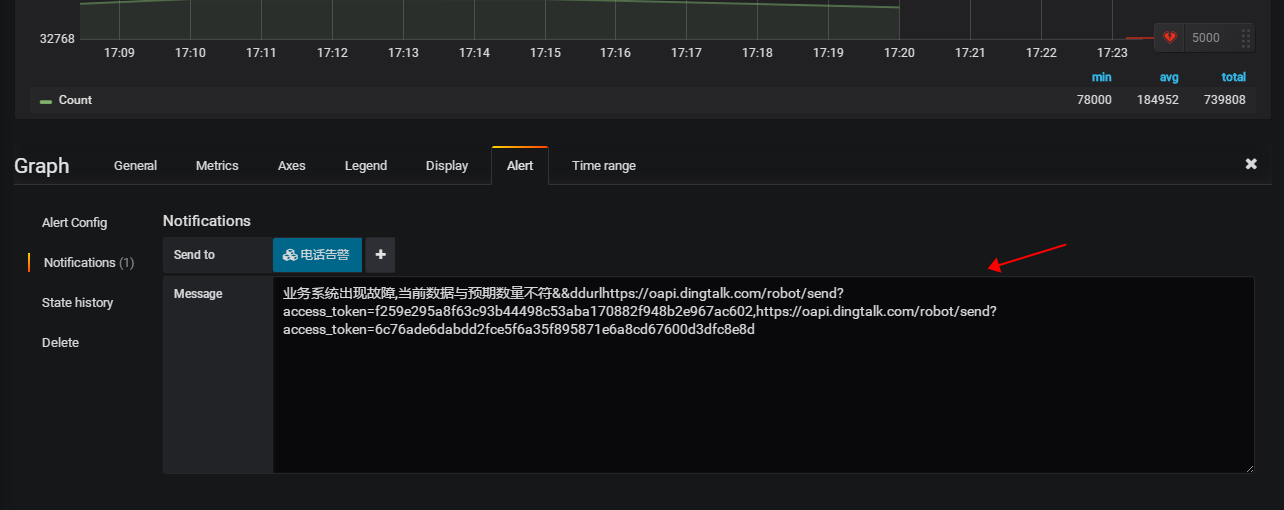 32768
17:09 17:10 17:11 17:12 17:13 17:14 17:15 17:16 17:17 17:18 17:19 17:20 17:21 17:22 17:23
5000
min avg total
Count 78000 184952 739808
Graph General Metrics Axes Legend Display Alert Time range
Alert Config
Notifications (1)
State history
Delete
Notifications
Send to 电话告警
Message
业务系统出现故障,当前数据与预期数量不符&&ddurlhttps://oapi.dingtalk.com/robot/send?
access_token=f259e295a8f63c93b44498c53aba170882f948b2e967ac602,https://oapi.dingtalk.com/robot/send?
access_token=6c76ade6dabdd2fce5f6a35f895871e6a8cd67600d3dfc8e8d